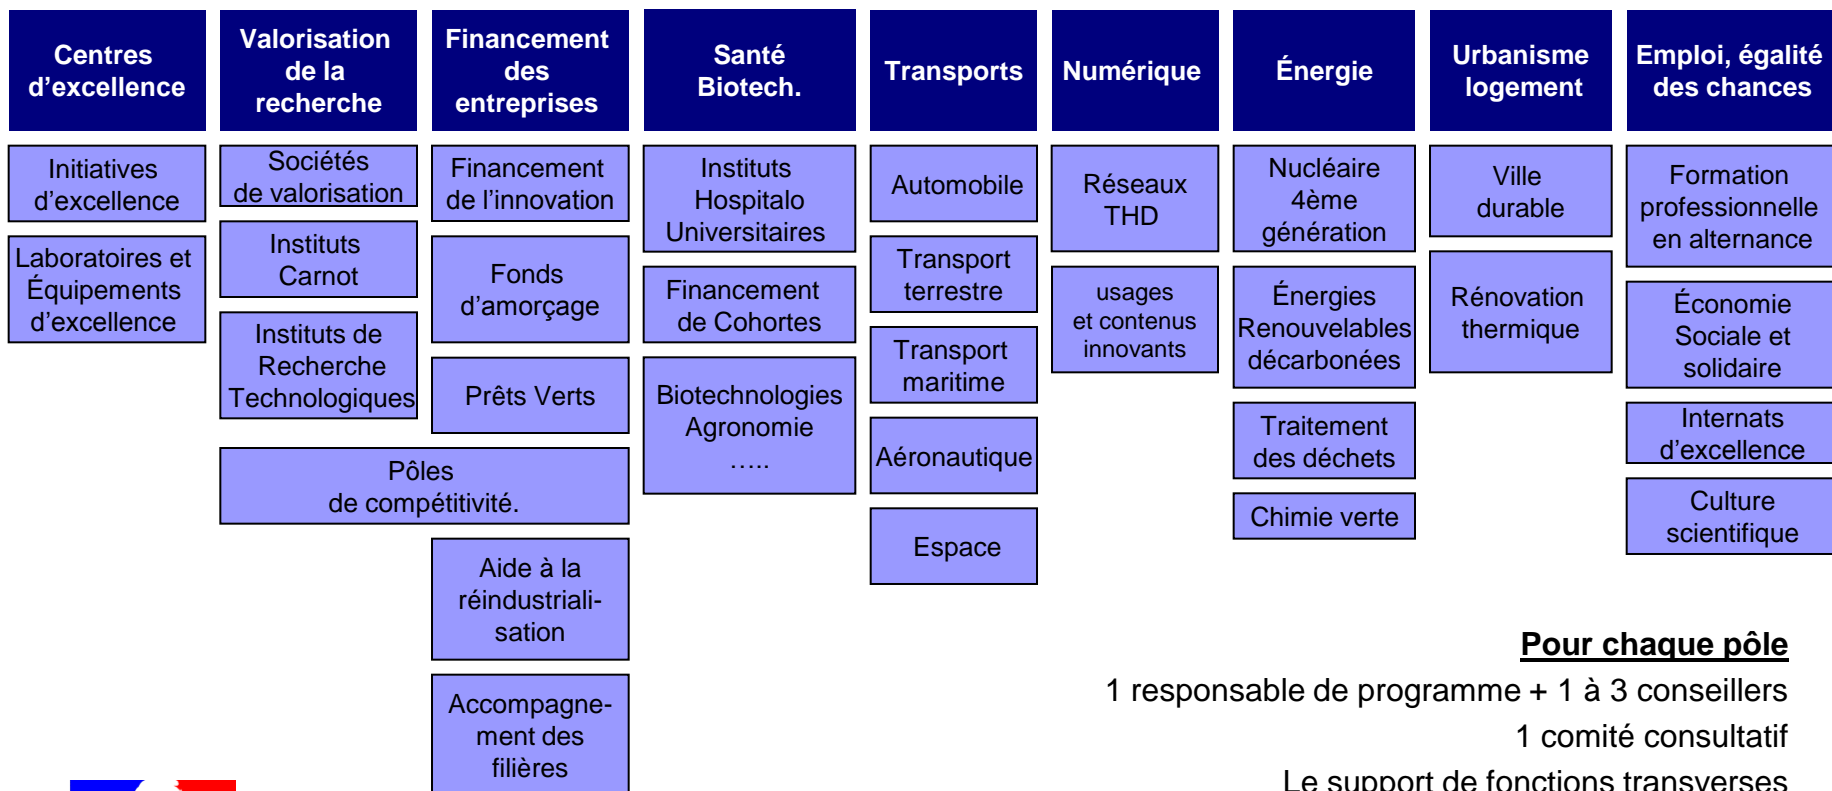 Centres
d’excellence
Valorisation
de la
recherche
Financement
des
entreprises
Santé
Biotech.
Transports
Numérique
Énergie
Urbanisme
logement
Emploi, égalité
des chances
Initiatives
d’excellence
Laboratoires et
Équipements
d’excellence
Sociétés
de valorisation
Instituts
Carnot
Instituts de
Recherche
Technologiques
Pôles
de compétitivité.
Financement
de l’innovation
Fonds
d’amorçage
Prêts Verts
Aide à la
réindustriali-
sation
Accompagne-
ment des
filières
Instituts
Hospitalo
Universitaires
Financement
de Cohortes
Biotechnologies
Agronomie
…..
Automobile
Transport
terrestre
Transport
maritime
Aéronautique
Espace
Réseaux
THD
usages
et contenus
innovants
Nucléaire
4ème
génération
Énergies
Renouvelables
décarbonées
Traitement
des déchets
Chimie verte
Ville
durable
Rénovation
thermique
Formation
professionnelle
en alternance
Économie
Sociale et
solidaire
Internats
d’excellence
Culture
scientifique
Pour chaque pôle
1 responsable de programme + 1 à 3 conseillers
1 comité consultatif
Le support de fonctions transverses